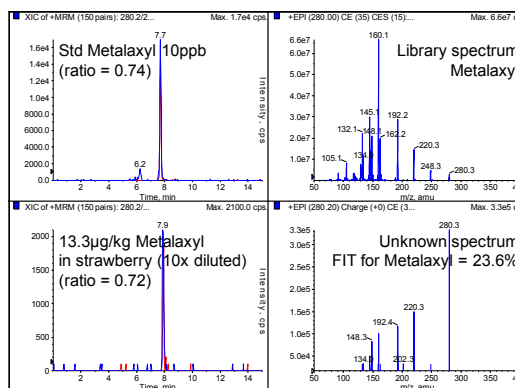 XIC of +MRM (150 pairs): 280.2/2...
Max. 1.7e4 cps.
Std Metalaxyl 10ppb
(ratio = 0.74)
7.7
6.2
1.6e4
1.4e4
1.2e4
1.0e4
8000.0
6000.0
4000.0
2000.0
0.0
2 4 6 8 10 12 14
Time, min
+EPI (280.00) CE (35) CES (15):...
Max. 6.6e7 c
Library spectrum
Metalaxy
Intensity, cps
160.1
145.1
192.2
132.1
148.1
162.2
134.0
220.3
105.1
248.3
280.3
6.0e7
5.0e7
4.0e7
3.0e7
2.0e7
1.0e7
0.0
50 100 150 200 250 300 350 40
m/z, amu
XIC of +MRM (150 pairs): 280.2/...
Max. 2100.0 cps.
13.3µg/kg Metalaxyl
in strawberry (10x diluted)
(ratio = 0.72)
7.9
2000
1500
1000
500
0
2 4 6 8 10 12 14
Time, min
+EPI (280.20) Charge (+0) CE (3...
Max. 3.3e5 c
Unknown spectrum
FIT for Metalaxyl = 23.6%
Intensity, cps
280.3
220.3
192.4
148.3
134.0
202.3
3.3e5
3.0e5
2.5e5
2.0e5
1.5e5
1.0e5
5.0e4
50 100 150 200 250 300 350 40
m/z, amu